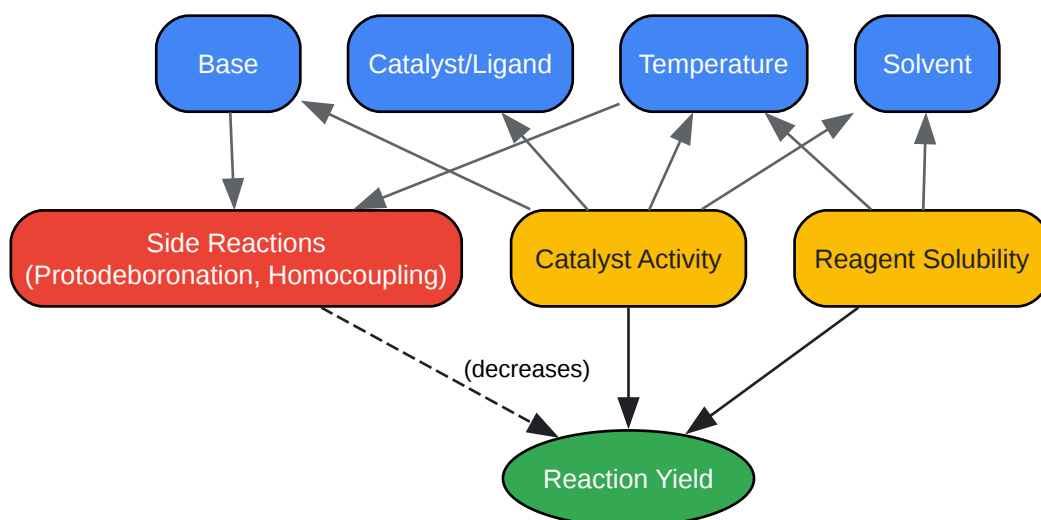 Base
Catalyst/Ligand
Temperature
Solvent
Side Reactions
(Protodeboronation, Homocoupling)
Catalyst Activity
Reagent Solubility
(decreases)
Reaction Yield